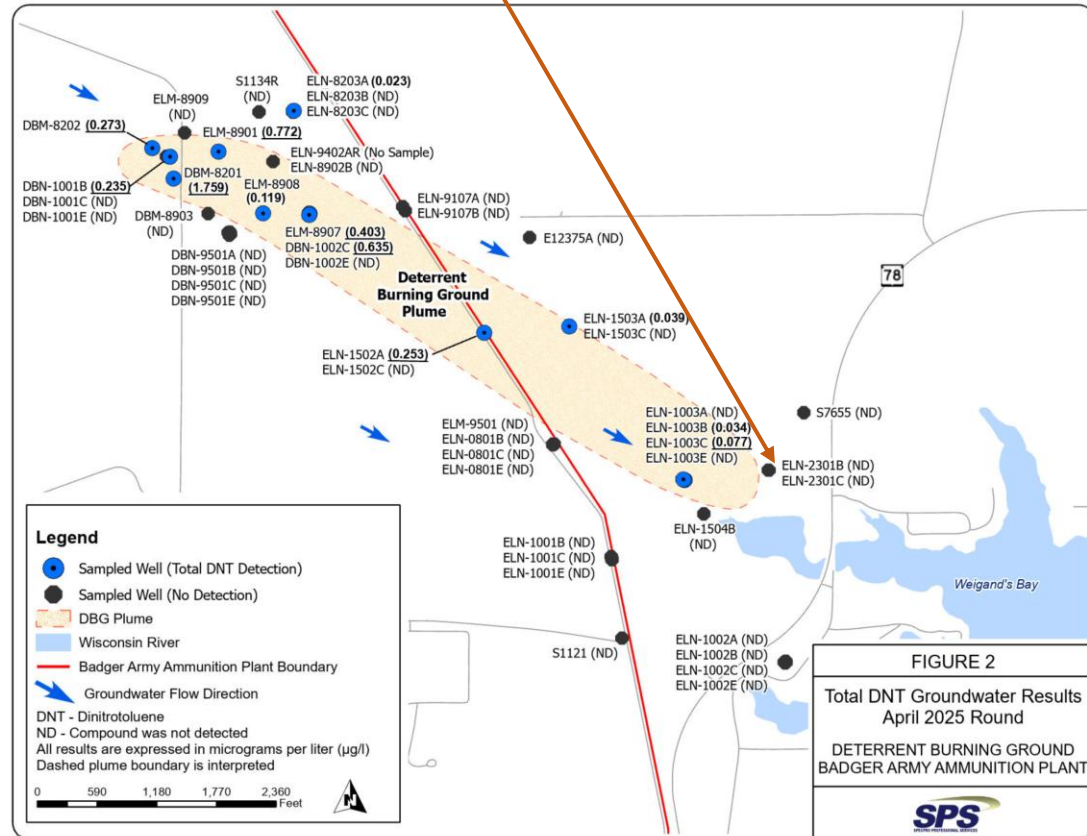 S1134R
(ND)
ELN-8203A (0.023)
ELN-8203B (ND)
ELN-8203C (ND)
ELM-8909
(ND)
DBM-8202 (0.273)
ELM-8901 (0.772)
ELN-9402AR (No Sample)
ELN-8902B (ND)
DBM-8201
(1.759)
DBN-1001B (0.235)
DBN-1001C (ND)
DBN-1001E (ND)
ELM-8908
(0.119)
DBM-8903
(ND)
ELM-8907 (0.403)
DBN-1002C (0.635)
DBN-1002E (ND)
DBN-9501A (ND)
DBN-9501B (ND)
DBN-9501C (ND)
DBN-9501E (ND)
ELN-9107A (ND)
ELN-9107B (ND)
E12375A (ND)
78
Deterrent
Burning Ground
Plume
ELN-1503A (0.039)
ELN-1503C (ND)
ELN-1502A (0.253)
ELN-1502C (ND)
ELM-9501 (ND)
ELN-0801B (ND)
ELN-0801C (ND)
ELN-0801E (ND)
ELN-1003A (ND)
ELN-1003B (0.034)
ELN-1003C (0.077)
ELN-1003E (ND)
S7655 (ND)
ELN-2301B (ND)
ELN-2301C (ND)
ELN-1504B
(ND)
ELN-1001B (ND)
ELN-1001C (ND)
ELN-1001E (ND)
Weigand's Bay
S1121 (ND)
ELN-1002A (ND)
ELN-1002B (ND)
ELN-1002C (ND)
ELN-1002E (ND)
Legend
Sampled Well (Total DNT Detection)
Sampled Well (No Detection)
DBG Plume
Wisconsin River
Badger Army Ammunition Plant Boundary
Groundwater Flow Direction
DNT - Dinitrotoluene
ND - Compound was not detected
All results are expressed in micrograms per liter (µg/l)
Dashed plume boundary is interpreted
0 590 1,180 1,770 2,360
Feet
N
FIGURE 2
Total DNT Groundwater Results
April 2025 Round
DETERRENT BURNING GROUND
BADGER ARMY AMMUNITION PLANT
SPS
SPECPRO PROFESSIONAL SERVICES